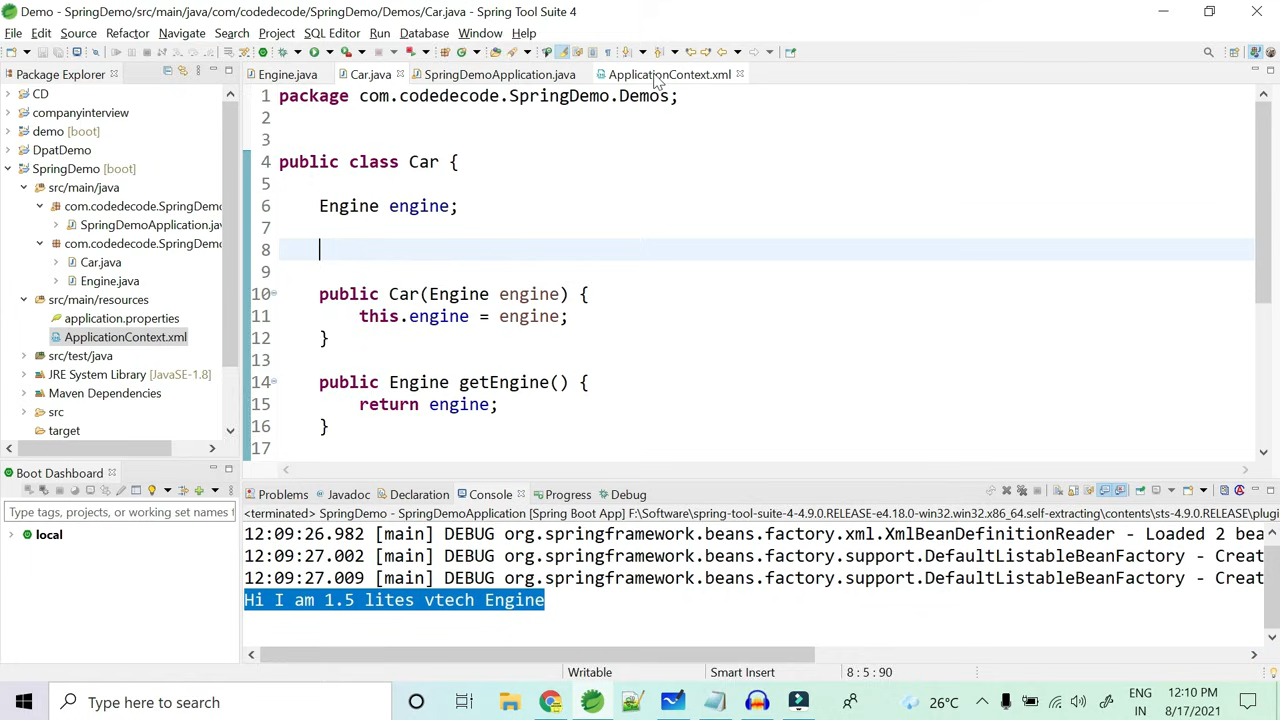 Demo - SpringDemo/src/main/java/com/codedecode/SpringDemo/Demos/Car.java - Spring Tool Suite 4
File Edit Source Refactor Navigate Search Project SQL Editor Run Design Database Window Help
Package Explorer
Engine.java Car.java SpringDemoApplication.java ApplicationContext.xml
CD
companyinterview
demo [boot]
DpatDemo
SpringDemo [boot]
src/main/java
com.codedecode.SpringDemo
SpringDemoApplication.jav
com.codedecode.SpringDemo
Car.java
Engine.java
src/main/resources
application.properties
ApplicationContext.xml
src/test/java
JRE System Library [JavaSE-1.8]
Maven Dependencies
src
target
1 package com.codedecode.SpringDemo.Demos;
2
3
4 public class Car {
5
6 Engine engine;
7
8
9
10 public Car(Engine engine) {
11 this.engine = engine;
12 }
13
14 public Engine getEngine() {
15 return engine;
16 }
17
Boot Dashboard
Type tags, projects, or working set names t
local
Problems Javadoc Declaration Console Progress Debug
<terminated> SpringDemo - SpringDemoApplication [Spring Boot App] F:\Software\spring-tool-suite-4-4.9.0.RELEASE-e4.18.0-win32.win32.x86_64.self-extracting\contents\sts-4.9.0.RELEASE\plugi
12:09:26.982 [main] DEBUG org.springframework.beans.factory.xml.XmlBeanDefinitionReader - Loaded 2 bea
12:09:27.002 [main] DEBUG org.springframework.beans.factory.support.DefaultListableBeanFactory - Creat
12:09:27.009 [main] DEBUG org.springframework.beans.factory.support.DefaultListableBeanFactory - Creat
Hi I am 1.5 lites vtech Engine
Writable Smart Insert 8 : 5 : 90
Type here to search
26°C
ENG
IN
12:10 PM
8/17/2021